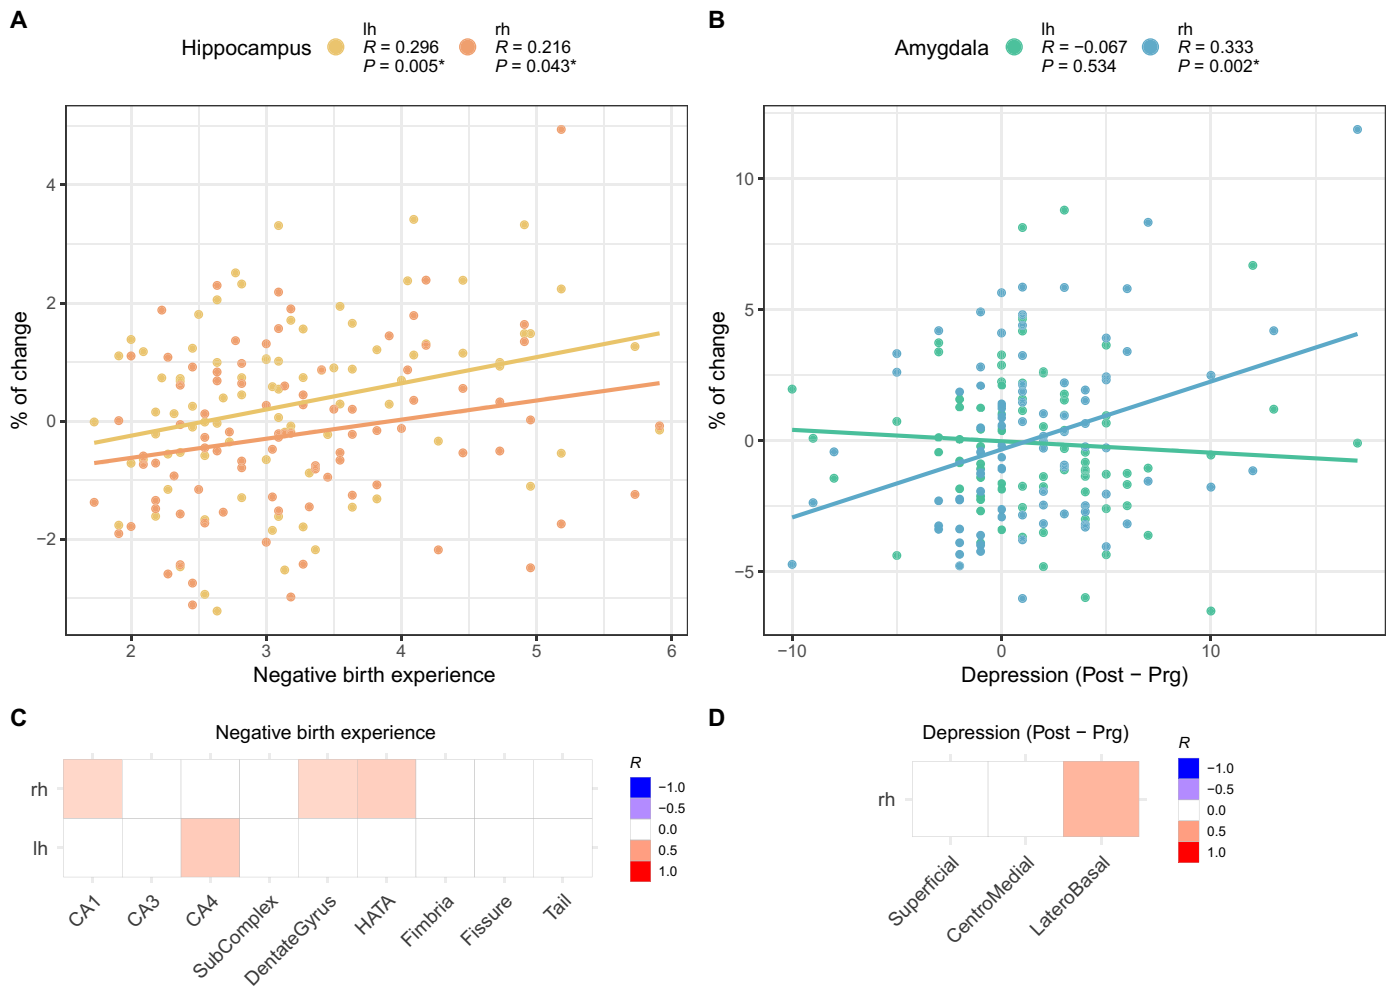 A
Hippocampus
lh
R = 0.296
P = 0.005*
rh
R = 0.216
P = 0.043*
% of change
4
2
0
−2
2 3 4 5 6
Negative birth experience
B
Amygdala
lh
R = −0.067
P = 0.534
rh
R = 0.333
P = 0.002*
% of change
10
5
0
−5
−10 0 10
Depression (Post − Prg)
C
Negative birth experience
rh
lh
CA1
CA3
CA4
SubComplex
DentateGyrus
HATA
Fimbria
Fissure
Tail
R
−1.0
−0.5
0.0
0.5
1.0
D
Depression (Post − Prg)
rh
Superficial
CentroMedial
LateroBasal
R
−1.0
−0.5
0.0
0.5
1.0